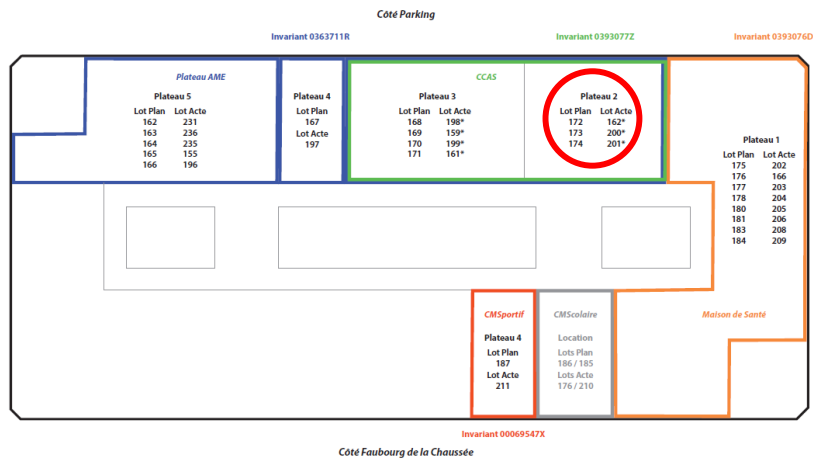 Côté Parking
Invariant 0363711R
Invariant 0393077Z
Invariant 0393076D
Plateau AME
Plateau 5
Lot Plan Lot Acte
162 231
163 236
164 235
165 155
166 196
Plateau 4
Lot Plan
167
Lot Acte
197
CCAS
Plateau 3
Lot Plan Lot Acte
168 198*
169 159*
170 199*
171 161*
Plateau 2
Lot Plan Lot Acte
172 162*
173 200*
174 201*
Plateau 1
Lot Plan Lot Acte
175 202
176 166
177 203
178 204
180 205
181 206
183 208
184 209
CMSportif
Plateau 4
Lot Plan
187
Lot Acte
211
CMScolaire
Location
Lots Plan
186 / 185
Lots Acte
176 / 210
Maison de Santé
Invariant 00069547X
Côté Faubourg de la Chaussée